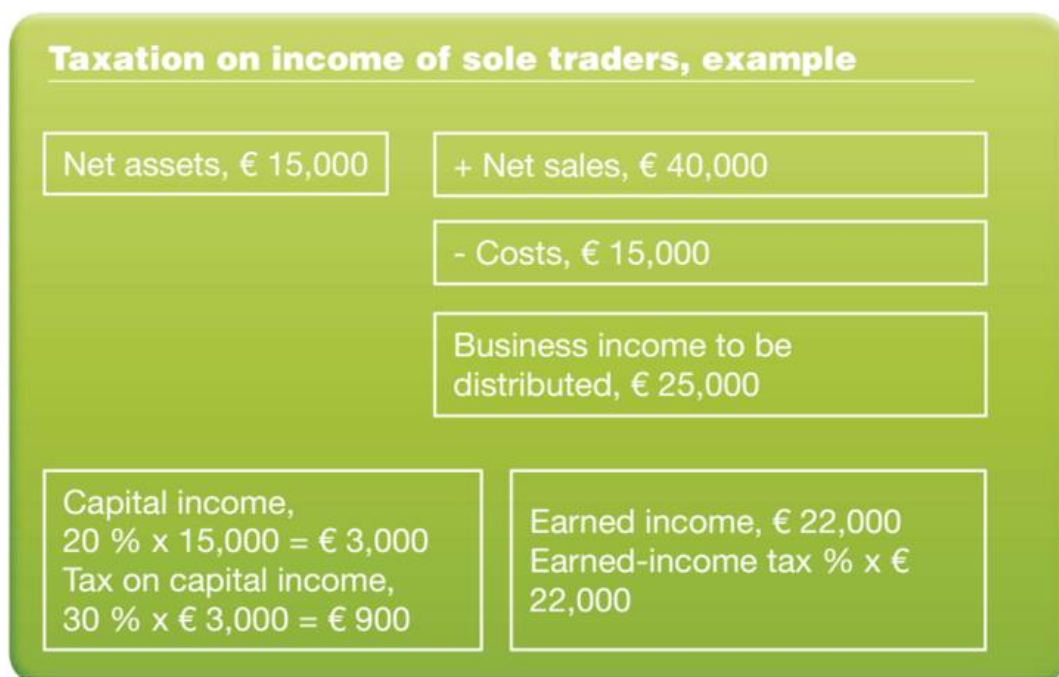 Taxation on income of sole traders, example
Net assets, € 15,000
+ Net sales, € 40,000
- Costs, € 15,000
Business income to be
distributed, € 25,000
Capital income,
20 % x 15,000 = € 3,000
Tax on capital income,
30 % x € 3,000 = € 900
Earned income, € 22,000
Earned-income tax % x €
22,000